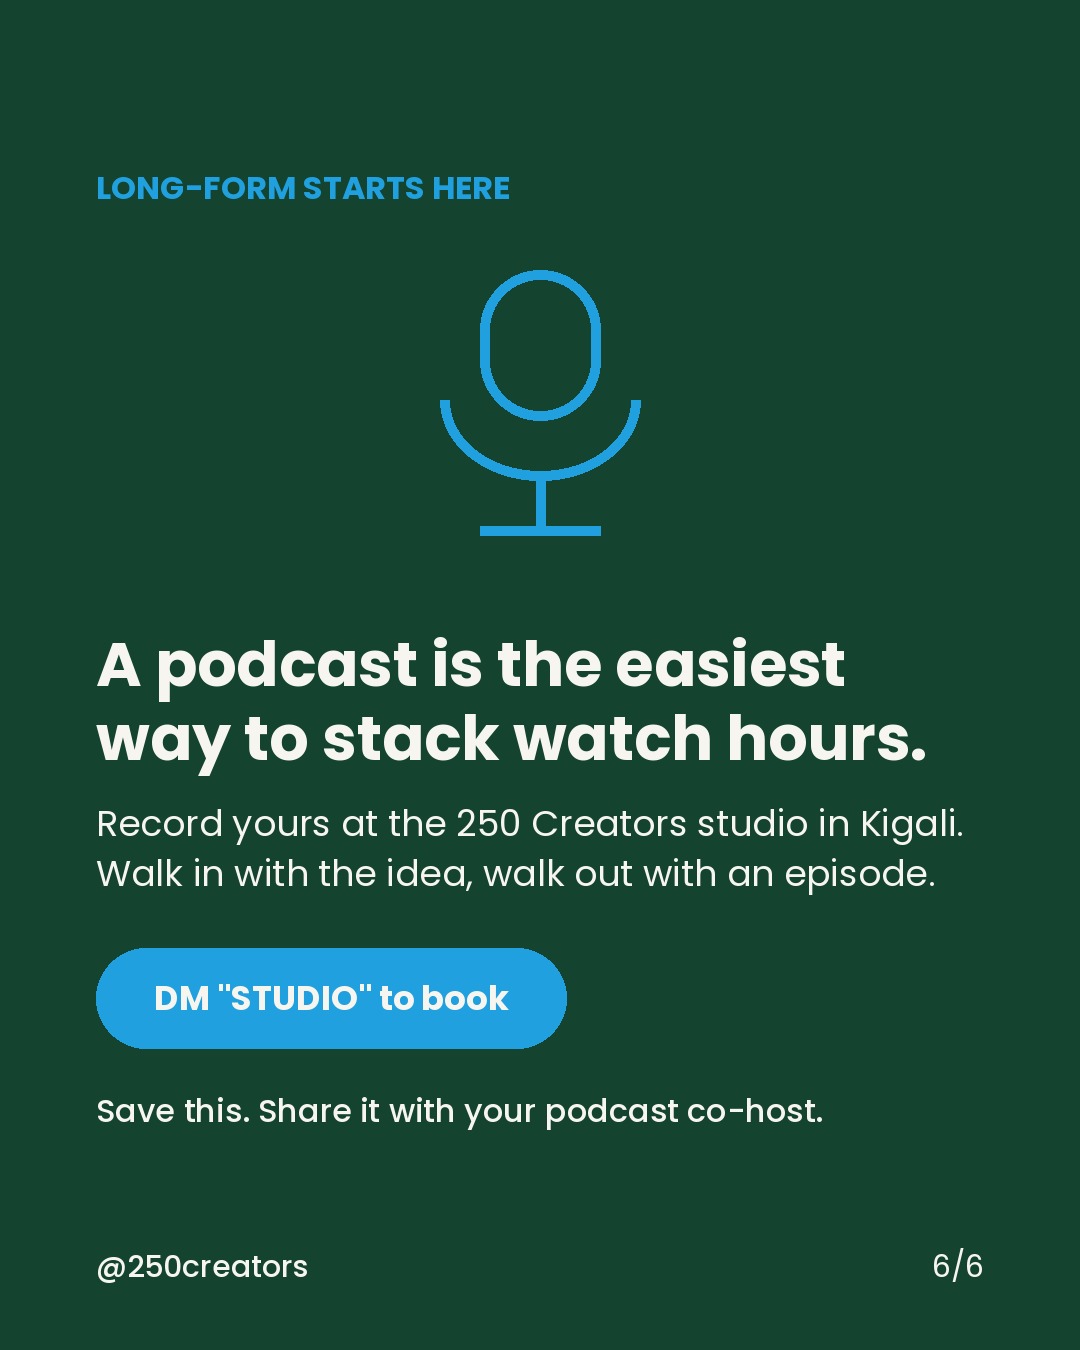 LONG-FORM STARTS HERE
A podcast is the easiest
way to stack watch hours.
Record yours at the 250 Creators studio in Kigali.
Walk in with the idea, walk out with an episode.
DM "STUDIO" to book
Save this. Share it with your podcast co-host.
@250creators
6/6